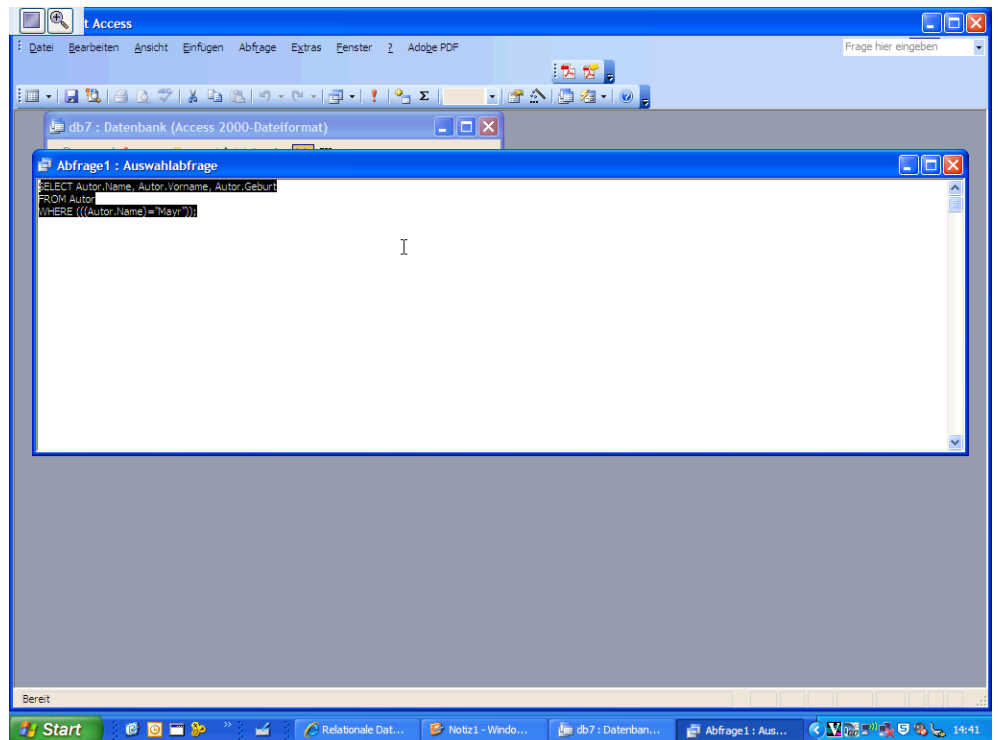 t Access
Datei Bearbeiten Ansicht Einfügen Abfrage Extras Fenster ? Adobe PDF
Frage hier eingeben
db7 : Datenbank (Access 2000-Dateiformat)
Abfrage1 : Auswahlabfrage
SELECT Autor.Name, Autor.Vorname, Autor.Geburt
FROM Autor
WHERE (((Autor.Name)="Mayr"));
Bereit
Start
Relationale Dat...
Notiz1 - Windo...
db7 : Datenban...
Abfrage1 : Aus...
14:41